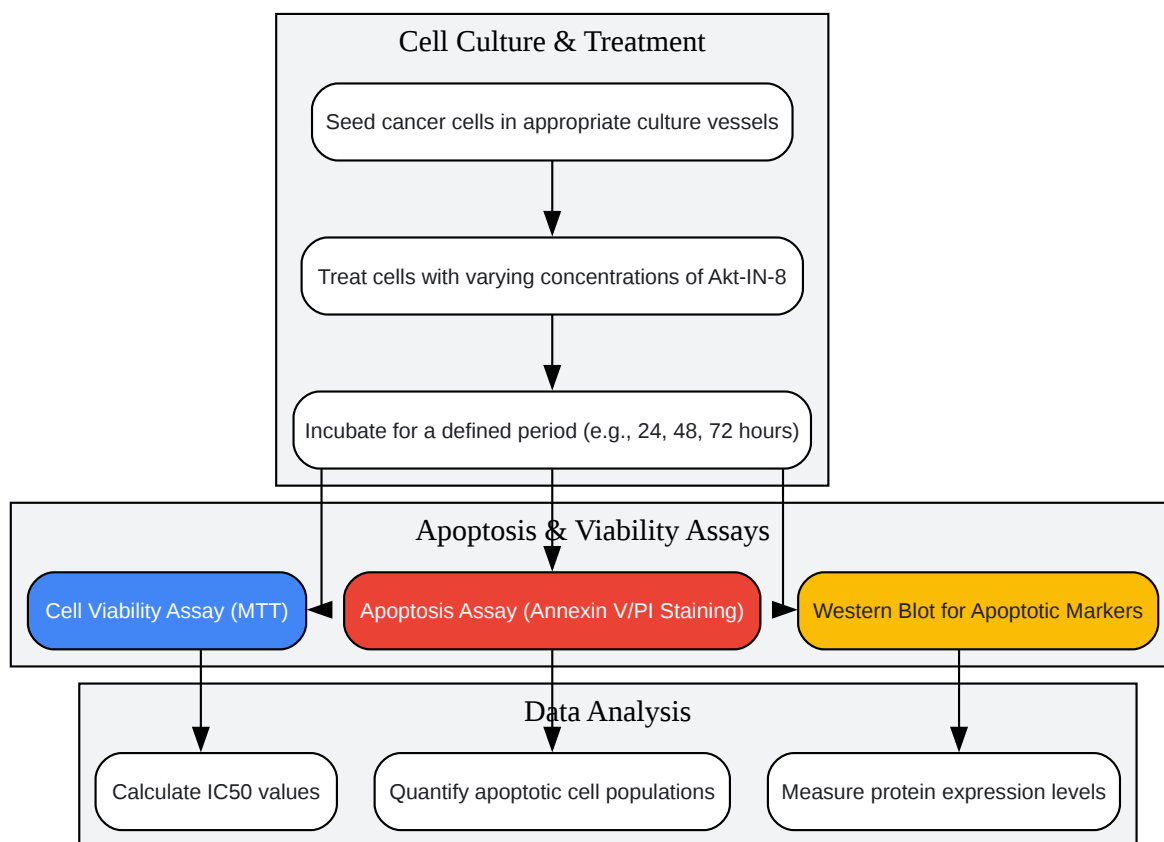 Cell Culture & Treatment
Seed cancer cells in appropriate culture vessels
Treat cells with varying concentrations of Akt-IN-8
Incubate for a defined period (e.g., 24, 48, 72 hours)
Apoptosis & Viability Assays
Cell Viability Assay (MTT)
Apoptosis Assay (Annexin V/PI Staining)
Western Blot for Apoptotic Markers
Data Analysis
Calculate IC50 values
Quantify apoptotic cell populations
Measure protein expression levels